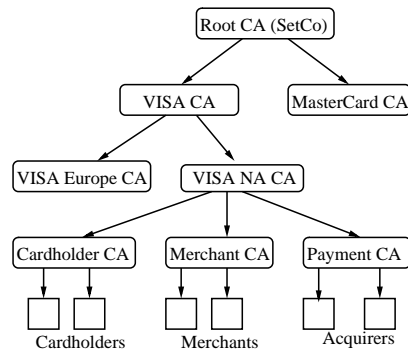 Root CA (SetCo)
VISA CA
MasterCard CA
VISA Europe CA
VISA NA CA
Cardholder CA
Merchant CA
Payment CA
Cardholders
Merchants
Acquirers